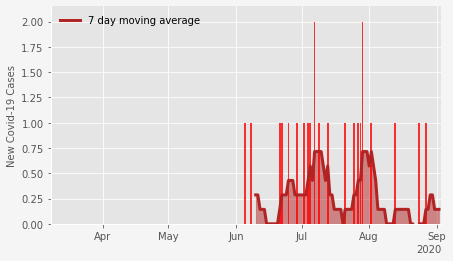 7 day moving average
New Covid-19 Cases
2.00
1.75
1.50
1.25
1.00
0.75
0.50
0.25
0.00
Apr
May
Jun
Jul
Aug
Sep
2020